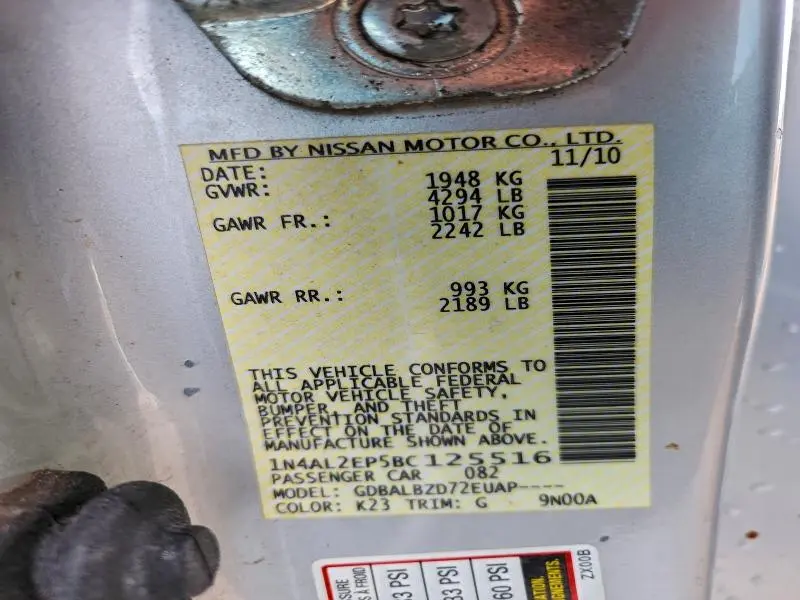 MFD BY NISSAN MOTOR CO., LTD.
DATE: 11/10
GVWR: 1948 KG
4294 LB
GAWR FR.: 1017 KG
2242 LB
GAWR RR.: 993 KG
2189 LB
THIS VEHICLE CONFORMS TO
ALL APPLICABLE FEDERAL
MOTOR VEHICLE SAFETY,
BUMPER, AND THEFT
PREVENTION STANDARDS IN
EFFECT ON THE DATE OF
MANUFACTURE SHOWN ABOVE.
1N4AL2EP5BC125516
PASSENGER CAR 082
MODEL: GDBALBZD72EUAP----
COLOR: K23 TRIM: G 9N00A
À FROID
3 PSI
33 PSI
60 PSI
ZX00B